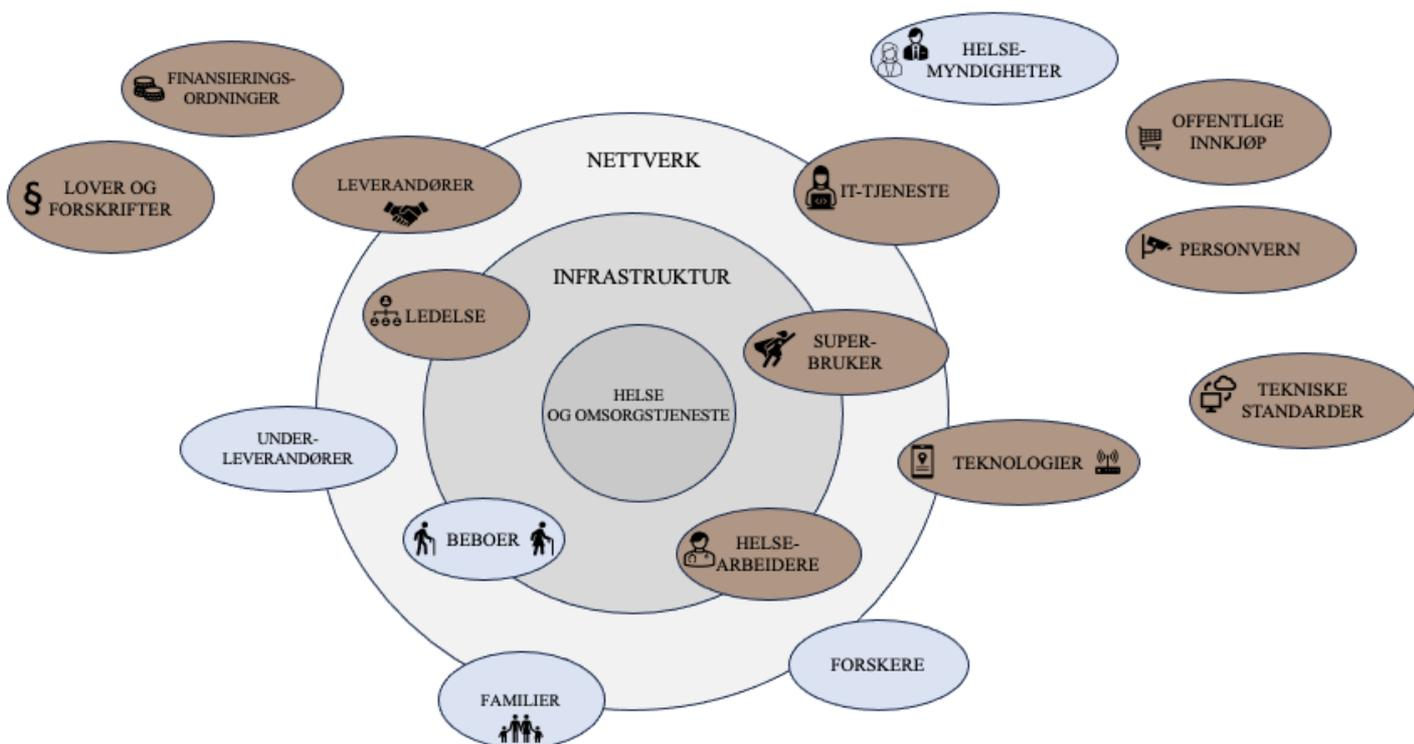 HELSE-
MYNDIGHETER
FINANSIERINGS-
ORDNINGER
OFFENTLIGE
INNKJØP
NETTVERK
LEVERANDØRER
IT-TJENESTE
§ LOVER OG
FORSKRIFTER
PERSONVERN
INFRASTRUKTUR
LEDELSE
SUPER-
BRUKER
TEKNISKE
STANDARDER
HELSE
OG OMSORGSTJENESTE
UNDER-
LEVERANDØRER
TEKNOLOGIER
BEBOER
HELSE-
ARBEIDERE
FORSKERE
FAMILIER